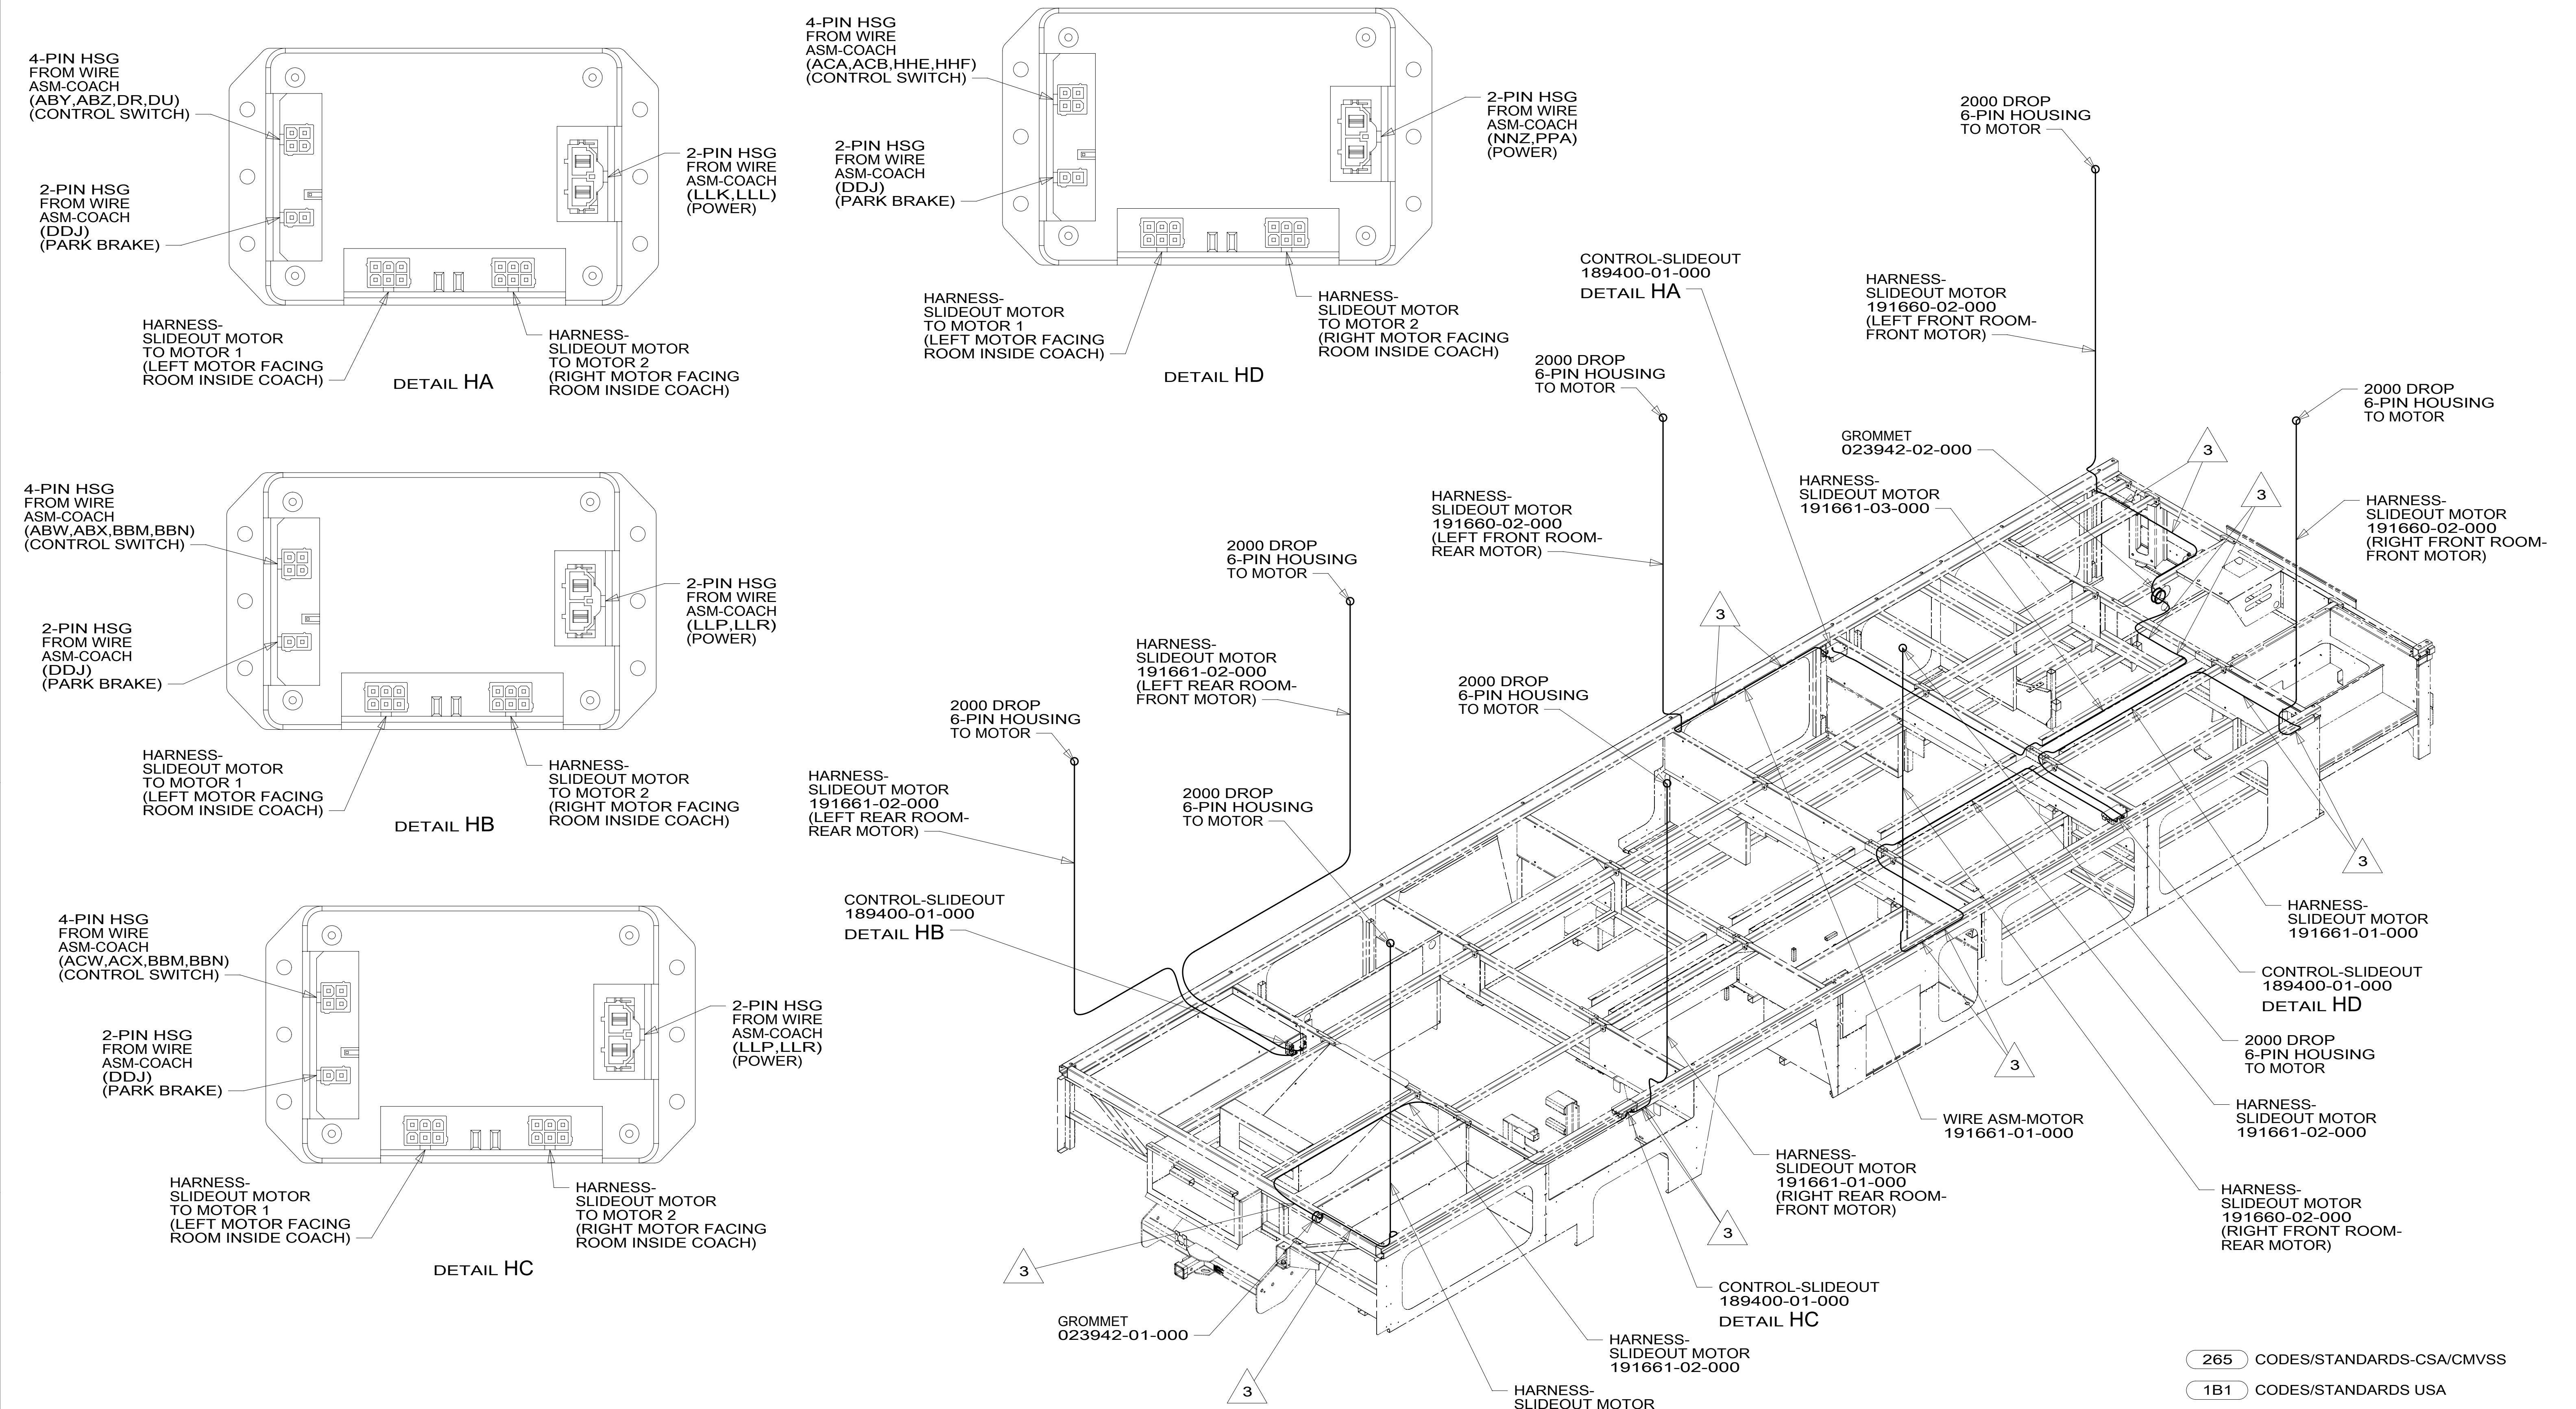 4-PIN HSG
FROM WIRE
ASM-COACH
(ABY,ABZ,DR,DU)
(CONTROL SWITCH)
2-PIN HSG
FROM WIRE
ASM-COACH
(DDJ)
(PARK BRAKE)
2-PIN HSG
FROM WIRE
ASM-COACH
(LLK,LLL)
(POWER)
HARNESS-
SLIDEOUT MOTOR
TO MOTOR 1
(LEFT MOTOR FACING
ROOM INSIDE COACH)
DETAIL HA
HARNESS-
SLIDEOUT MOTOR
TO MOTOR 2
(RIGHT MOTOR FACING
ROOM INSIDE COACH)
4-PIN HSG
FROM WIRE
ASM-COACH
(ACA,ACB,HHE,HHF)
(CONTROL SWITCH)
2-PIN HSG
FROM WIRE
ASM-COACH
(DDJ)
(PARK BRAKE)
2-PIN HSG
FROM WIRE
ASM-COACH
(NNZ,PPA)
(POWER)
HARNESS-
SLIDEOUT MOTOR
TO MOTOR 1
(LEFT MOTOR FACING
ROOM INSIDE COACH)
DETAIL HD
HARNESS-
SLIDEOUT MOTOR
TO MOTOR 2
(RIGHT MOTOR FACING
ROOM INSIDE COACH)
4-PIN HSG
FROM WIRE
ASM-COACH
(ABW,ABX,BBM,BBN)
(CONTROL SWITCH)
2-PIN HSG
FROM WIRE
ASM-COACH
(DDJ)
(PARK BRAKE)
2-PIN HSG
FROM WIRE
ASM-COACH
(LLP,LLR)
(POWER)
HARNESS-
SLIDEOUT MOTOR
TO MOTOR 1
(LEFT MOTOR FACING
ROOM INSIDE COACH)
DETAIL HB
HARNESS-
SLIDEOUT MOTOR
TO MOTOR 2
(RIGHT MOTOR FACING
ROOM INSIDE COACH)
4-PIN HSG
FROM WIRE
ASM-COACH
(ACW,ACX,BBM,BBN)
(CONTROL SWITCH)
2-PIN HSG
FROM WIRE
ASM-COACH
(DDJ)
(PARK BRAKE)
2-PIN HSG
FROM WIRE
ASM-COACH
(LLP,LLR)
(POWER)
HARNESS-
SLIDEOUT MOTOR
TO MOTOR 1
(LEFT MOTOR FACING
ROOM INSIDE COACH)
DETAIL HC
HARNESS-
SLIDEOUT MOTOR
TO MOTOR 2
(RIGHT MOTOR FACING
ROOM INSIDE COACH)
2000 DROP
6-PIN HOUSING
TO MOTOR
CONTROL-SLIDEOUT
189400-01-000
DETAIL HA
HARNESS-
SLIDEOUT MOTOR
191660-02-000
(LEFT FRONT ROOM-
FRONT MOTOR)
2000 DROP
6-PIN HOUSING
TO MOTOR
2000 DROP
6-PIN HOUSING
TO MOTOR
GROMMET
023942-02-000
3
HARNESS-
SLIDEOUT MOTOR
191661-03-000
3
HARNESS-
SLIDEOUT MOTOR
191660-02-000
(LEFT FRONT ROOM-
REAR MOTOR)
HARNESS-
SLIDEOUT MOTOR
191660-02-000
(RIGHT FRONT ROOM-
FRONT MOTOR)
2000 DROP
6-PIN HOUSING
TO MOTOR
3
HARNESS-
SLIDEOUT MOTOR
191661-02-000
(LEFT REAR ROOM-
FRONT MOTOR)
2000 DROP
6-PIN HOUSING
TO MOTOR
2000 DROP
6-PIN HOUSING
TO MOTOR
HARNESS-
SLIDEOUT MOTOR
191661-02-000
(LEFT REAR ROOM-
REAR MOTOR)
2000 DROP
6-PIN HOUSING
TO MOTOR
CONTROL-SLIDEOUT
189400-01-000
DETAIL HB
3
HARNESS-
SLIDEOUT MOTOR
191661-01-000
CONTROL-SLIDEOUT
189400-01-000
DETAIL HD
3
2000 DROP
6-PIN HOUSING
TO MOTOR
WIRE ASM-MOTOR
191661-01-000
HARNESS-
SLIDEOUT MOTOR
191661-02-000
HARNESS-
SLIDEOUT MOTOR
191661-01-000
(RIGHT REAR ROOM-
FRONT MOTOR)
HARNESS-
SLIDEOUT MOTOR
191660-02-000
(RIGHT FRONT ROOM-
REAR MOTOR)
3
3
CONTROL-SLIDEOUT
189400-01-000
DETAIL HC
GROMMET
023942-01-000
HARNESS-
SLIDEOUT MOTOR
191661-02-000
3
HARNESS-
SLIDEOUT MOTOR
265 CODES/STANDARDS-CSA/CMVSS
1B1 CODES/STANDARDS USA